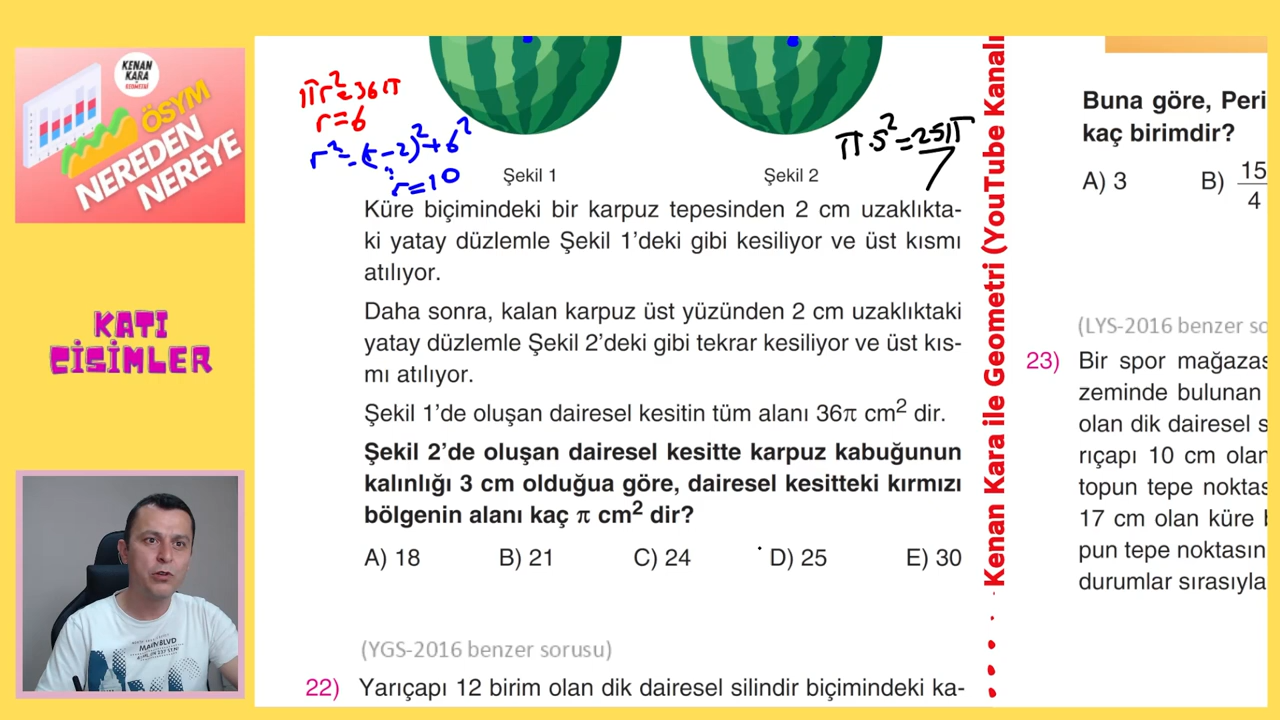 KENAN
KARA
GEOMETRİ
ÖSYM
NEREDEN
NEREYE
KATI
CİSİMLER
πr²=36π
r=6
r²=(r-2)²+6²
r=10
π.5²=25π
Şekil 1
Şekil 2
Küre biçimindeki bir karpuz tepesinden 2 cm uzaklıkta-
ki yatay düzlemle Şekil 1'deki gibi kesiliyor ve üst kısmı
atılıyor.
Daha sonra, kalan karpuz üst yüzünden 2 cm uzaklıktaki
yatay düzlemle Şekil 2'deki gibi tekrar kesiliyor ve üst kıs-
mı atılıyor.
Şekil 1'de oluşan dairesel kesitin tüm alanı 36π cm² dir.
Şekil 2'de oluşan dairesel kesitte karpuz kabuğunun
kalınlığı 3 cm olduğua göre, dairesel kesitteki kırmızı
bölgenin alanı kaç π cm² dir?
A) 18 B) 21 C) 24 D) 25 E) 30
(YGS-2016 benzer sorusu)
22) Yarıçapı 12 birim olan dik dairesel silindir biçimindeki ka-
Kenan Kara ile Geometri (YouTube Kanalı
Buna göre, Peri
kaç birimdir?
A) 3 B) 15/4
(LYS-2016 benzer so
23) Bir spor mağazas
zeminde bulunan
olan dik dairesel s
rıçapı 10 cm olan
topun tepe noktas
17 cm olan küre b
pun tepe noktasın
durumlar sırasıyla